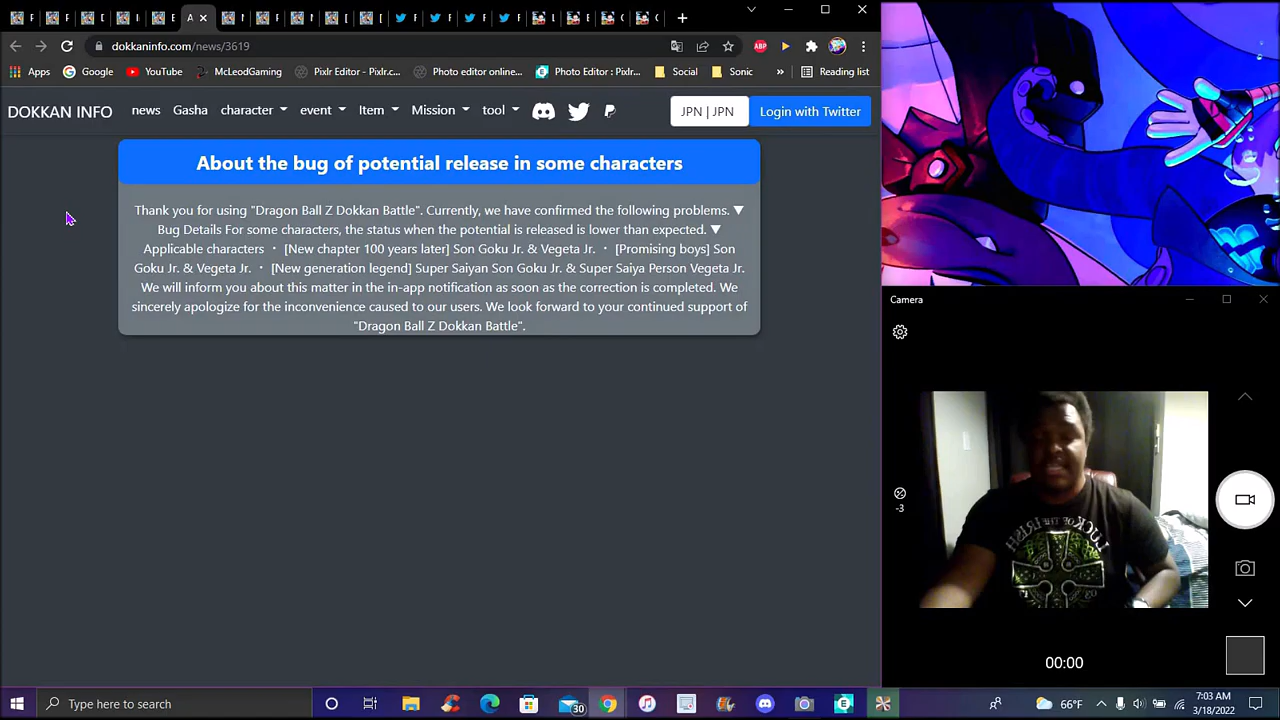 dokkaninfo.com/news/3619
ABP
Apps Google YouTube McLeodGaming Pixlr Editor - Pixlr.c... Photo editor online... Photo Editor : Pixlr... Social Sonic » Reading list
DOKKAN INFO news Gasha character event Item Mission tool JPN | JPN Login with Twitter
About the bug of potential release in some characters
Thank you for using "Dragon Ball Z Dokkan Battle". Currently, we have confirmed the following problems. ▼
Bug Details For some characters, the status when the potential is released is lower than expected. ▼
Applicable characters ・ [New chapter 100 years later] Son Goku Jr. & Vegeta Jr. ・ [Promising boys] Son
Goku Jr. & Vegeta Jr. ・ [New generation legend] Super Saiyan Son Goku Jr. & Super Saiya Person Vegeta Jr.
We will inform you about this matter in the in-app notification as soon as the correction is completed. We
sincerely apologize for the inconvenience caused to our users. We look forward to your continued support of
"Dragon Ball Z Dokkan Battle".
Camera
-3
LUCK OF THE IRISH
00:00
Type here to search
30
66°F
7:03 AM
3/18/2022